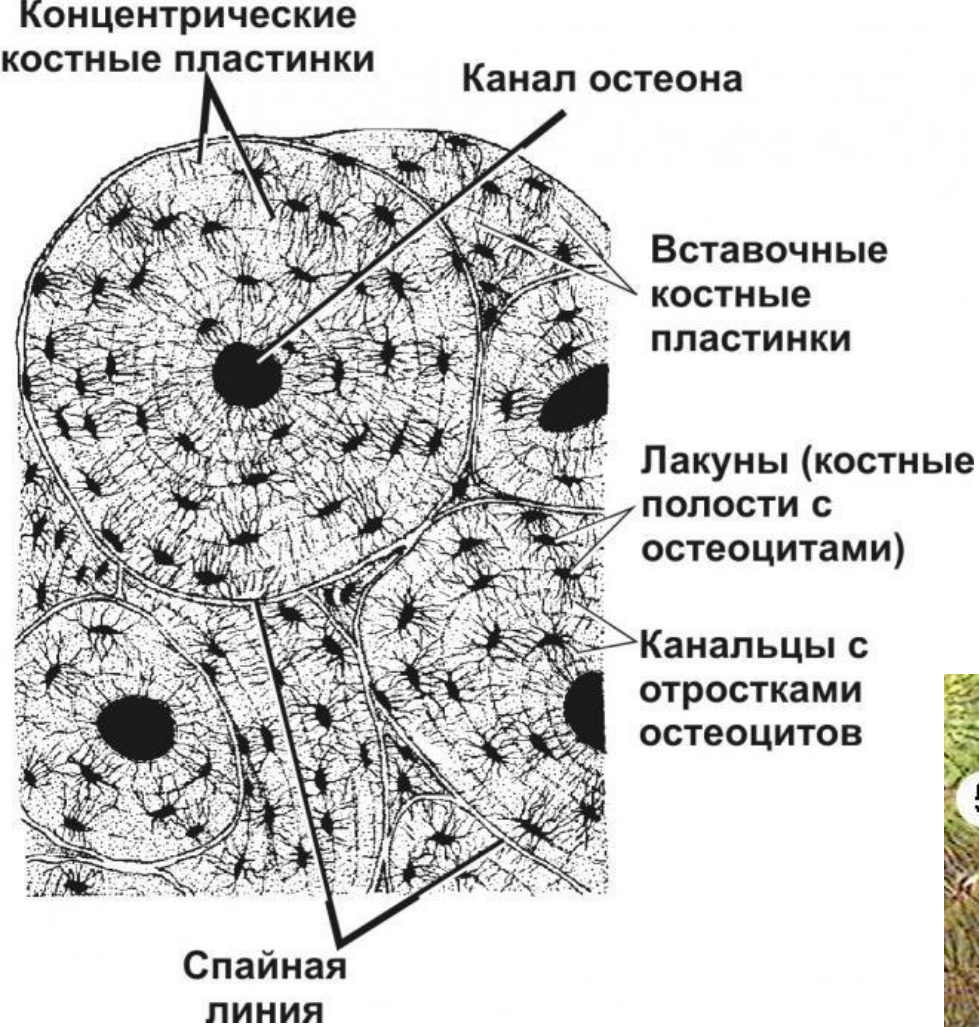 Концентрические
костные пластинки
Канал остеона
Вставочные
костные
пластинки
Лакуны (костные
полости с
остеоцитами)
Канальцы с
отростками
остеоцитов
Спайная
линия